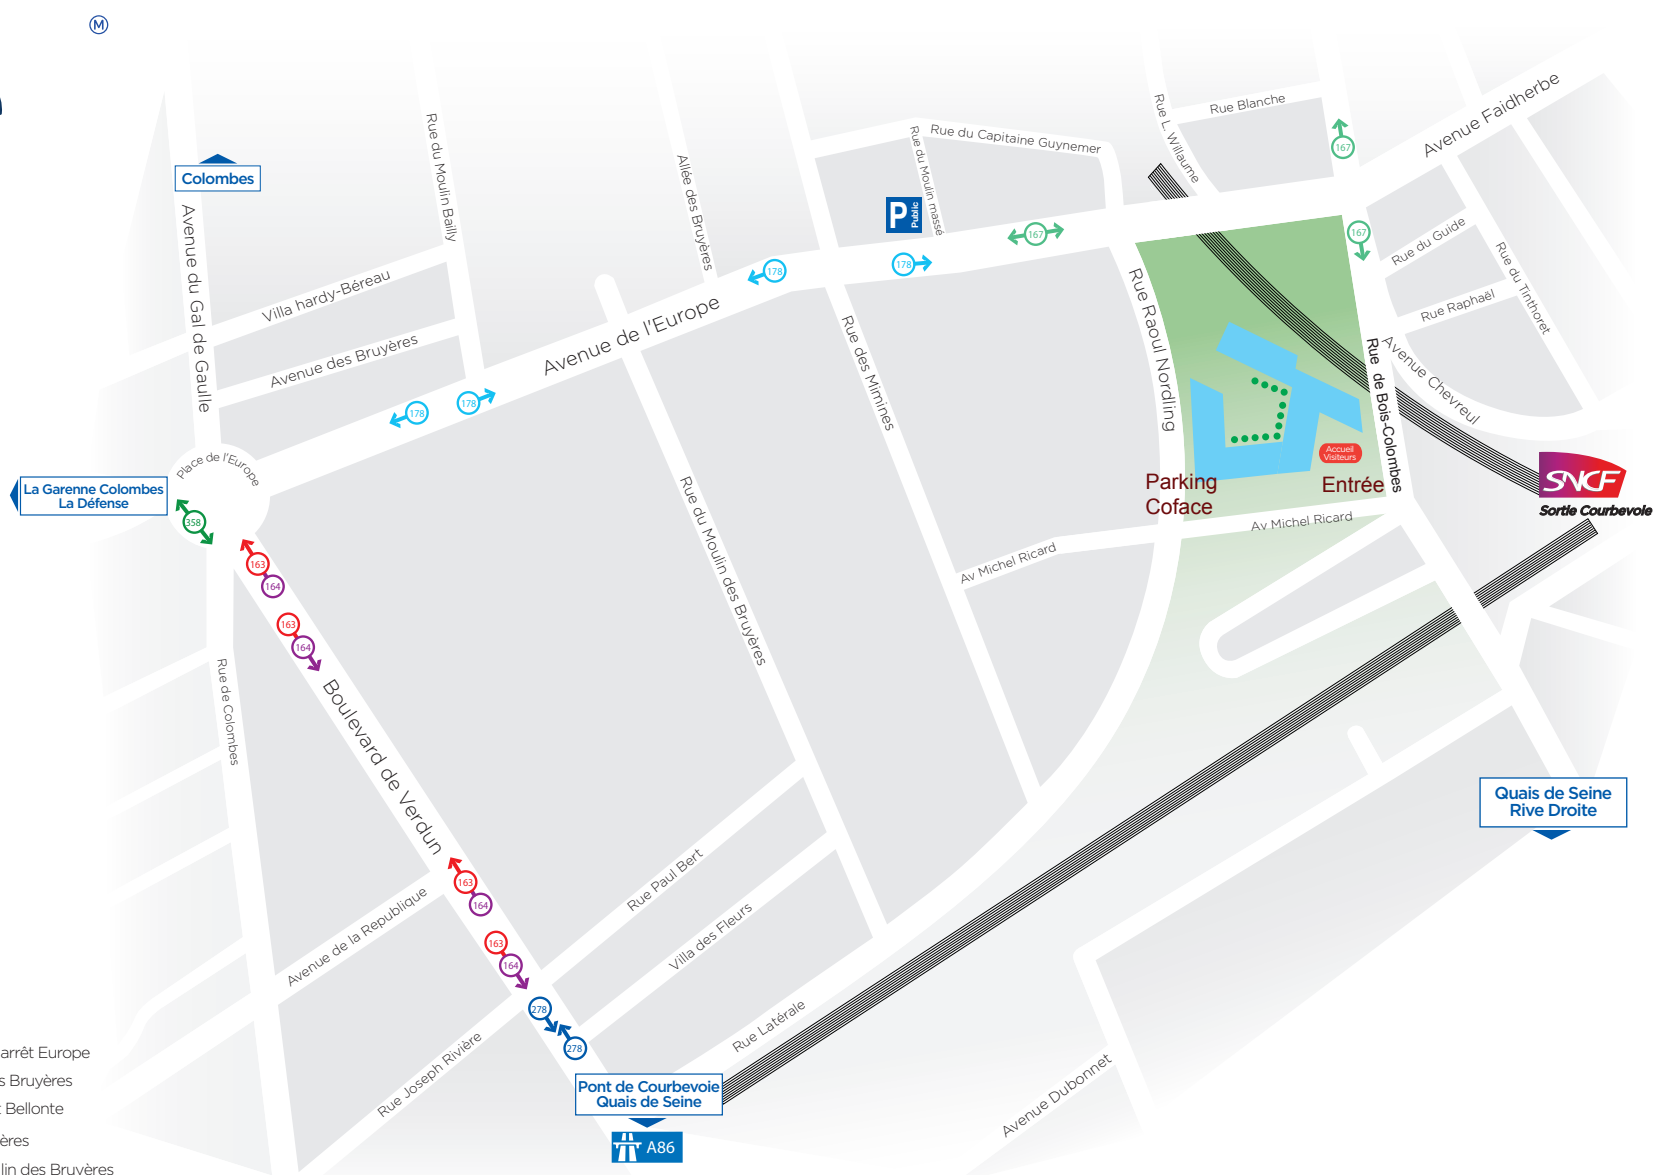 M
Rue Blanche
Avenue Faidherbe
Rue L. Willaume
167
Rue du Capitaine Guynemer
Rue du Moulin massé
Rue du Moulin Bailly
Allée des Bruyères
Colombes
Avenue du Gal de Gaulle
P Public
167
167
Rue du Guide
Rue du Tinthoret
Rue Raphaël
178
178
Villa hardy-Béreau
Avenue des Bruyères
Avenue de l'Europe
Rue des Mimines
Rue Raoul Nordling
Rue de Bois-Colombes
Avenue Chevreul
178
178
Place de l'Europe
Accueil
Visiteurs
Parking
Coface
Entrée
SNCF
Sortie Courbevoie
La Garenne Colombes
La Défense
358
Av Michel Ricard
Av Michel Ricard
163
164
163
164
Rue du Moulin des Bruyères
Rue de Colombes
Boulevard de Verdun
Quais de Seine
Rive Droite
163
164
Rue Paul Bert
Avenue de la Republique
Villa des Fleurs
163
164
278
278
Rue Latérale
Rue Joseph Rivière
Pont de Courbevoie
Quais de Seine
A86
Avenue Dubonnet
arrêt Europe
s Bruyères
t Bellonte
ères
lin des Bruyères